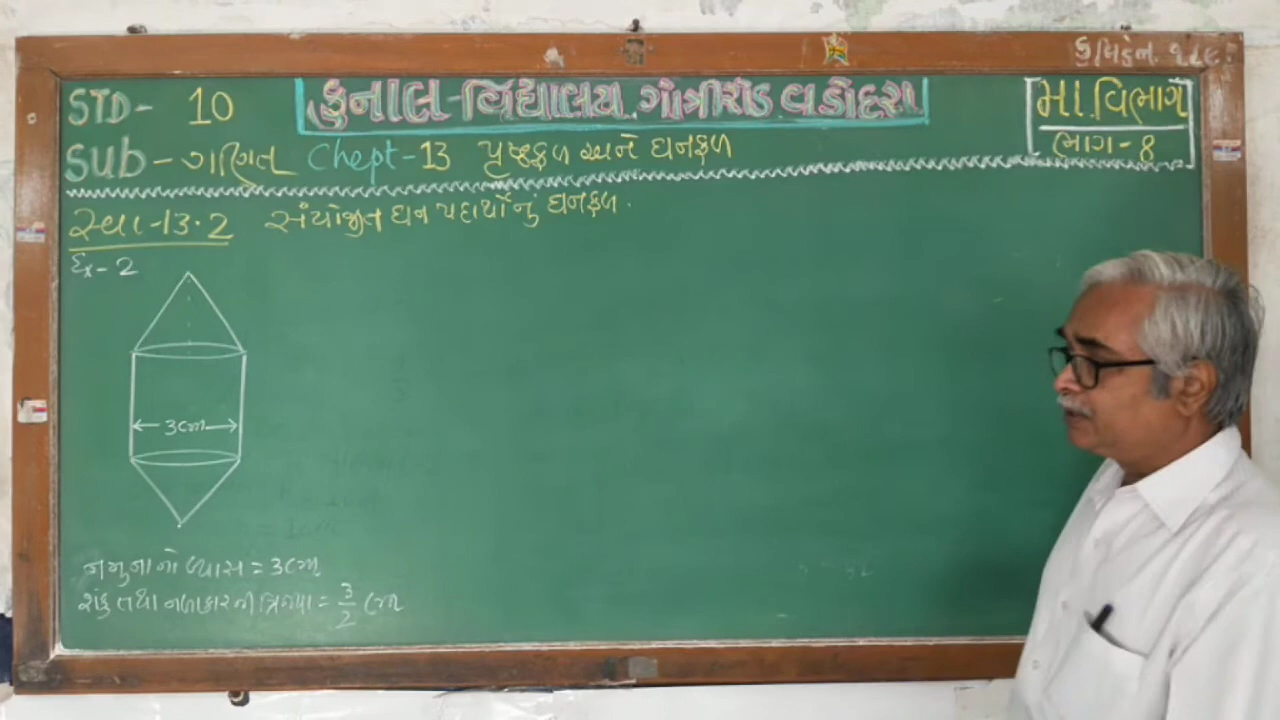 STD- 10
કુનાલ-વિદ્યાલય ગોત્રીરોડ વડોદરા
મા.વિભાગ
ભાગ-8
SUB - ગણિત Chept-13 પૃષ્ઠફળ અને ઘનફળ
સ્વા-13.2 સંયોજીત ઘન પદાર્થોનું ઘનફળ.
Ex-2
3cm
નમુનાનો વ્યાસ = 3cm
શંકુ તથા નળાકારની ત્રિજ્યા = 3/2 cm